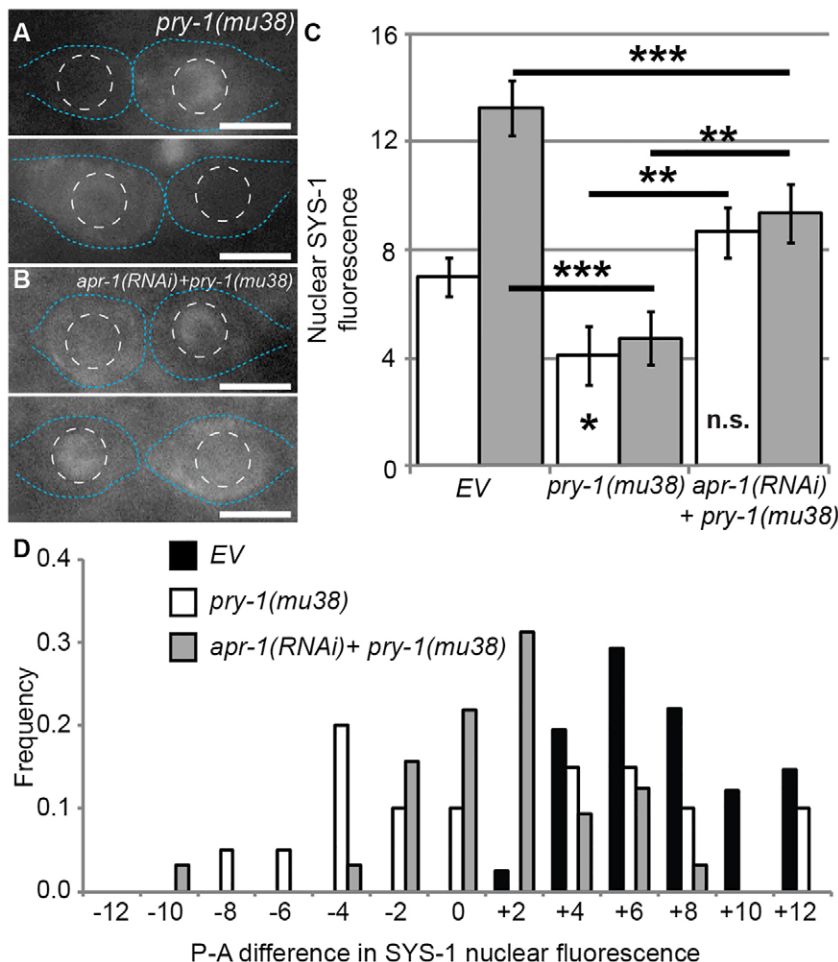 A
pry-1(mu38)
B
apr-1(RNAi)+pry-1(mu38)
C
Nuclear SYS-1
fluorescence
16
12
8
4
0
***
**
**
***
*
n.s.
EV
pry-1(mu38)
apr-1(RNAi)
+ pry-1(mu38)
D
EV
pry-1(mu38)
apr-1(RNAi)+ pry-1(mu38)
Frequency
0.4
0.3
0.2
0.1
0.0
-12 -10 -8 -6 -4 -2 0 +2 +4 +6 +8 +10 +12
P-A difference in SYS-1 nuclear fluorescence